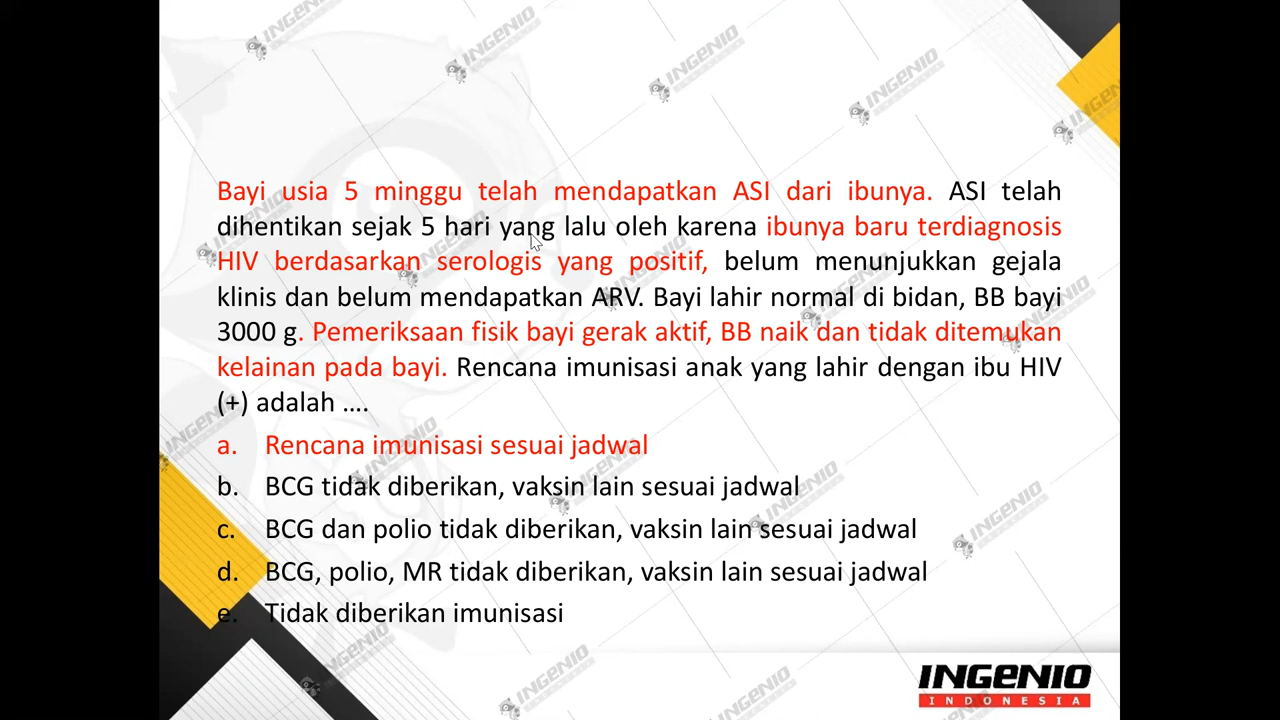 Bayi usia 5 minggu telah mendapatkan ASI dari ibunya. ASI telah
dihentikan sejak 5 hari yang lalu oleh karena ibunya baru terdiagnosis
HIV berdasarkan serologis yang positif, belum menunjukkan gejala
klinis dan belum mendapatkan ARV. Bayi lahir normal di bidan, BB bayi
3000 g. Pemeriksaan fisik bayi gerak aktif, BB naik dan tidak ditemukan
kelainan pada bayi. Rencana imunisasi anak yang lahir dengan ibu HIV
(+) adalah ....
a. Rencana imunisasi sesuai jadwal
b. BCG tidak diberikan, vaksin lain sesuai jadwal
c. BCG dan polio tidak diberikan, vaksin lain sesuai jadwal
d. BCG, polio, MR tidak diberikan, vaksin lain sesuai jadwal
e. Tidak diberikan imunisasi
INGENIO
INDONESIA